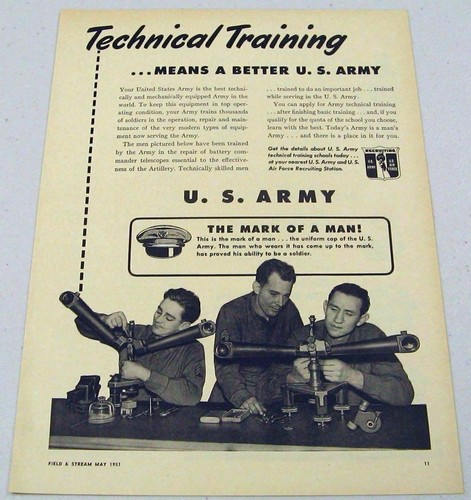 Technical Training
...MEANS A BETTER U. S. ARMY
Your United States Army is the best techni-
cally and mechanically equipped Army in the
world. To keep this equipment in top oper-
ating condition, your Army trains thousands
of soldiers in the operation, repair and main-
tenance of the very modern types of equip-
ment now serving the Army.
The men pictured below have been trained
by the Army in the repair of battery com-
mander telescopes essential to the effective-
ness of the Artillery. Technically skilled men
. . . trained to do an important job . . . trained
while serving in the U. S. Army.
You can apply for Army technical training
. . . after finishing basic training . . . and, if you
qualify for the quota of the school you choose,
learn with the best. Today's Army is a man's
Army . . . and there is a place in it for you.
Get the details about U. S. Army
technical training schools today . . .
at your nearest U. S. Army and U. S.
Air Force Recruiting Station.
RECRUITING
U. S. ARMY
THE MARK OF A MAN!
This is the mark of a man . . . the uniform cap of the U. S.
Army. The man who wears it has come up to the mark,
has proved his ability to be a soldier.
FIELD & STREAM MAY 1951
11